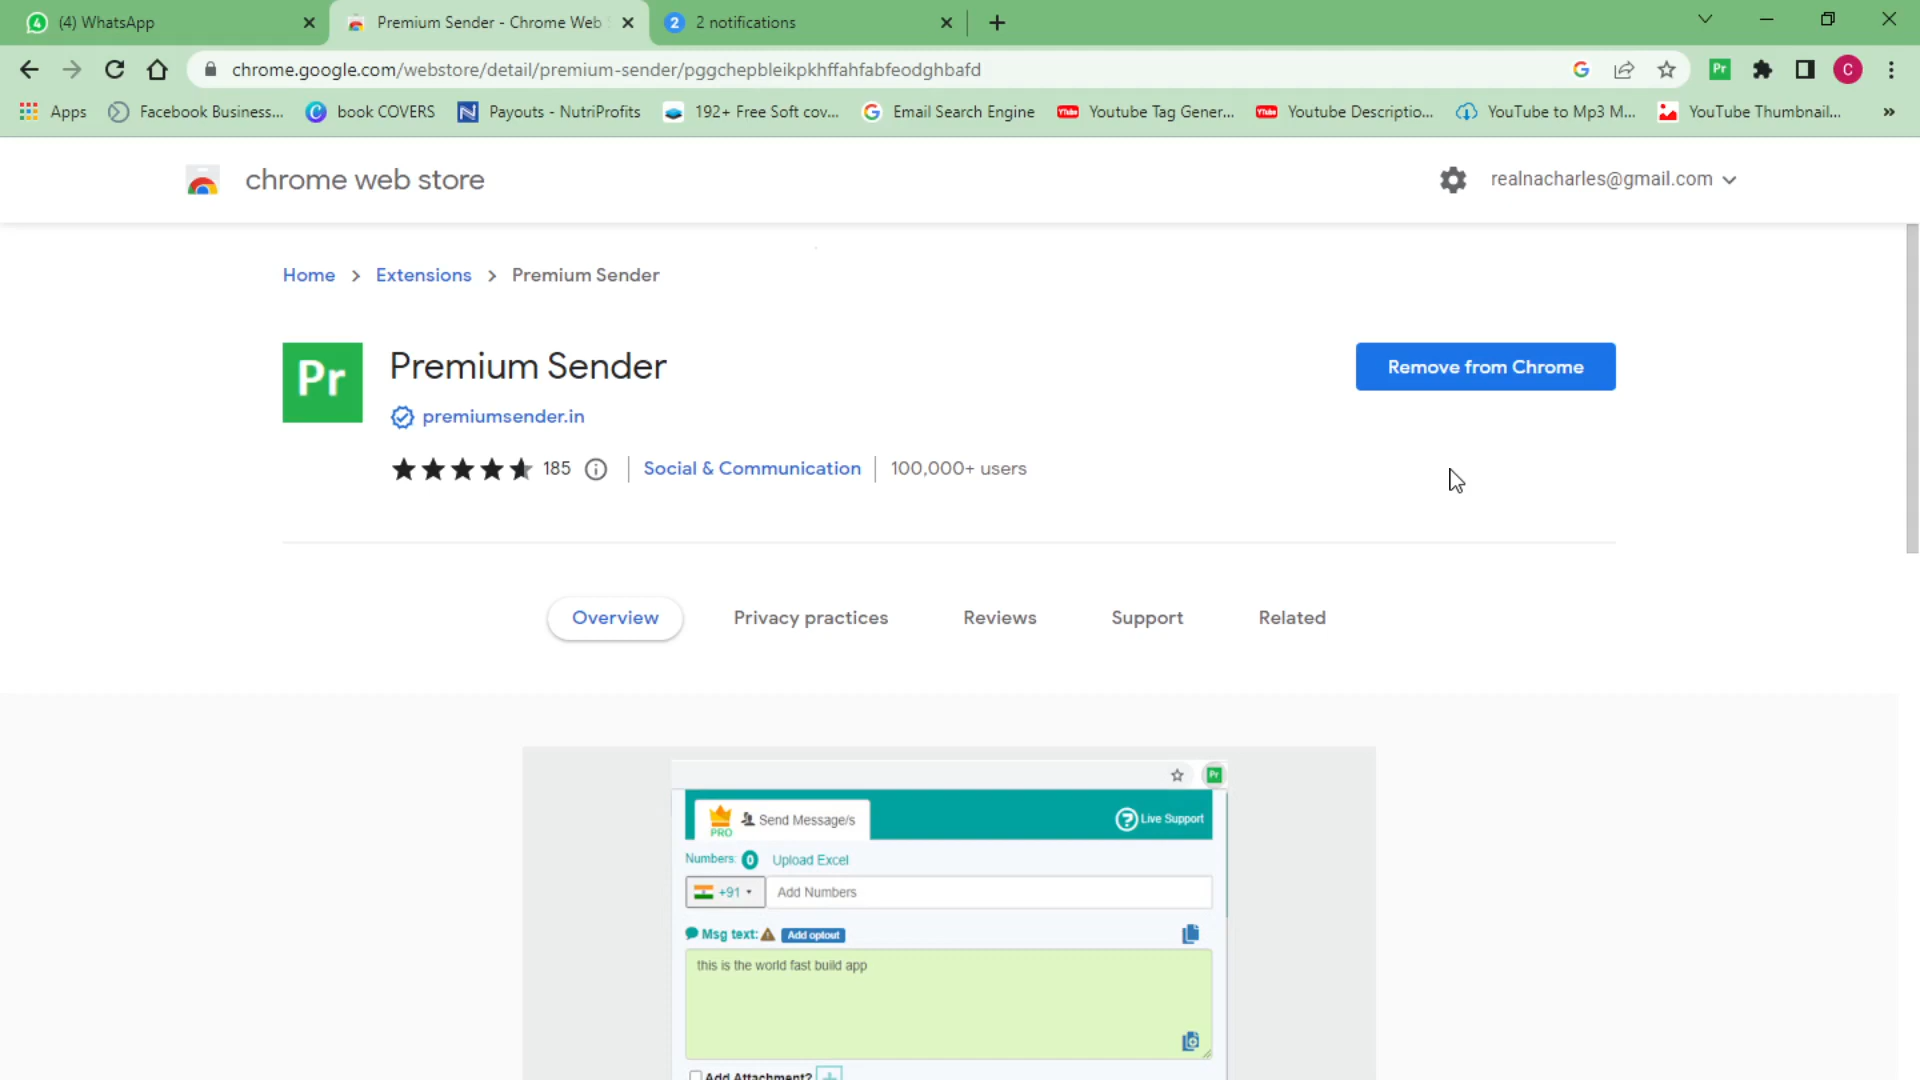 4 (4) WhatsApp
Premium Sender - Chrome Web
2 2 notifications
chrome.google.com/webstore/detail/premium-sender/pggchepbleikpkhffahfabfeodghbafd
Pr
C
Apps
Facebook Business...
book COVERS
Payouts - NutriProfits
192+ Free Soft cov...
Email Search Engine
Youtube Tag Gener...
Youtube Descriptio...
YouTube to Mp3 M...
YouTube Thumbnail...
chrome web store
realnacharles@gmail.com
Home > Extensions > Premium Sender
Pr
Premium Sender
Remove from Chrome
premiumsender.in
185
Social & Communication
100,000+ users
Overview
Privacy practices
Reviews
Support
Related
Pr
PRO
Send Message/s
Live Support
Numbers: 0 Upload Excel
+91
Add Numbers
Msg text: Add optout
this is the world fast build app
Add Attachment?